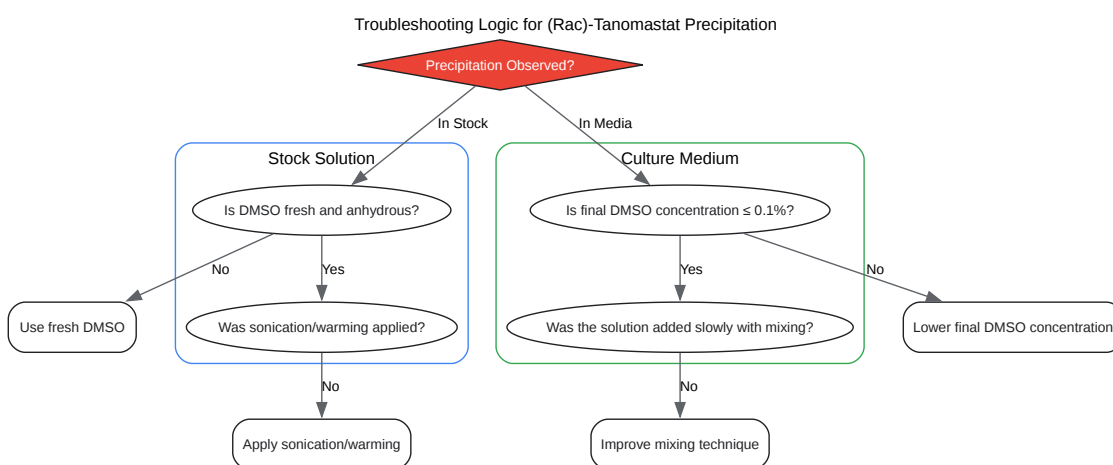 Troubleshooting Logic for (Rac)-Tanomastat Precipitation
Precipitation Observed?
In Stock
In Media
Stock Solution
Culture Medium
Is DMSO fresh and anhydrous?
Is final DMSO concentration ≤ 0.1%?
No
Yes
Yes
No
Use fresh DMSO
Was sonication/warming applied?
Was the solution added slowly with mixing?
Lower final DMSO concentration
No
No
Apply sonication/warming
Improve mixing technique